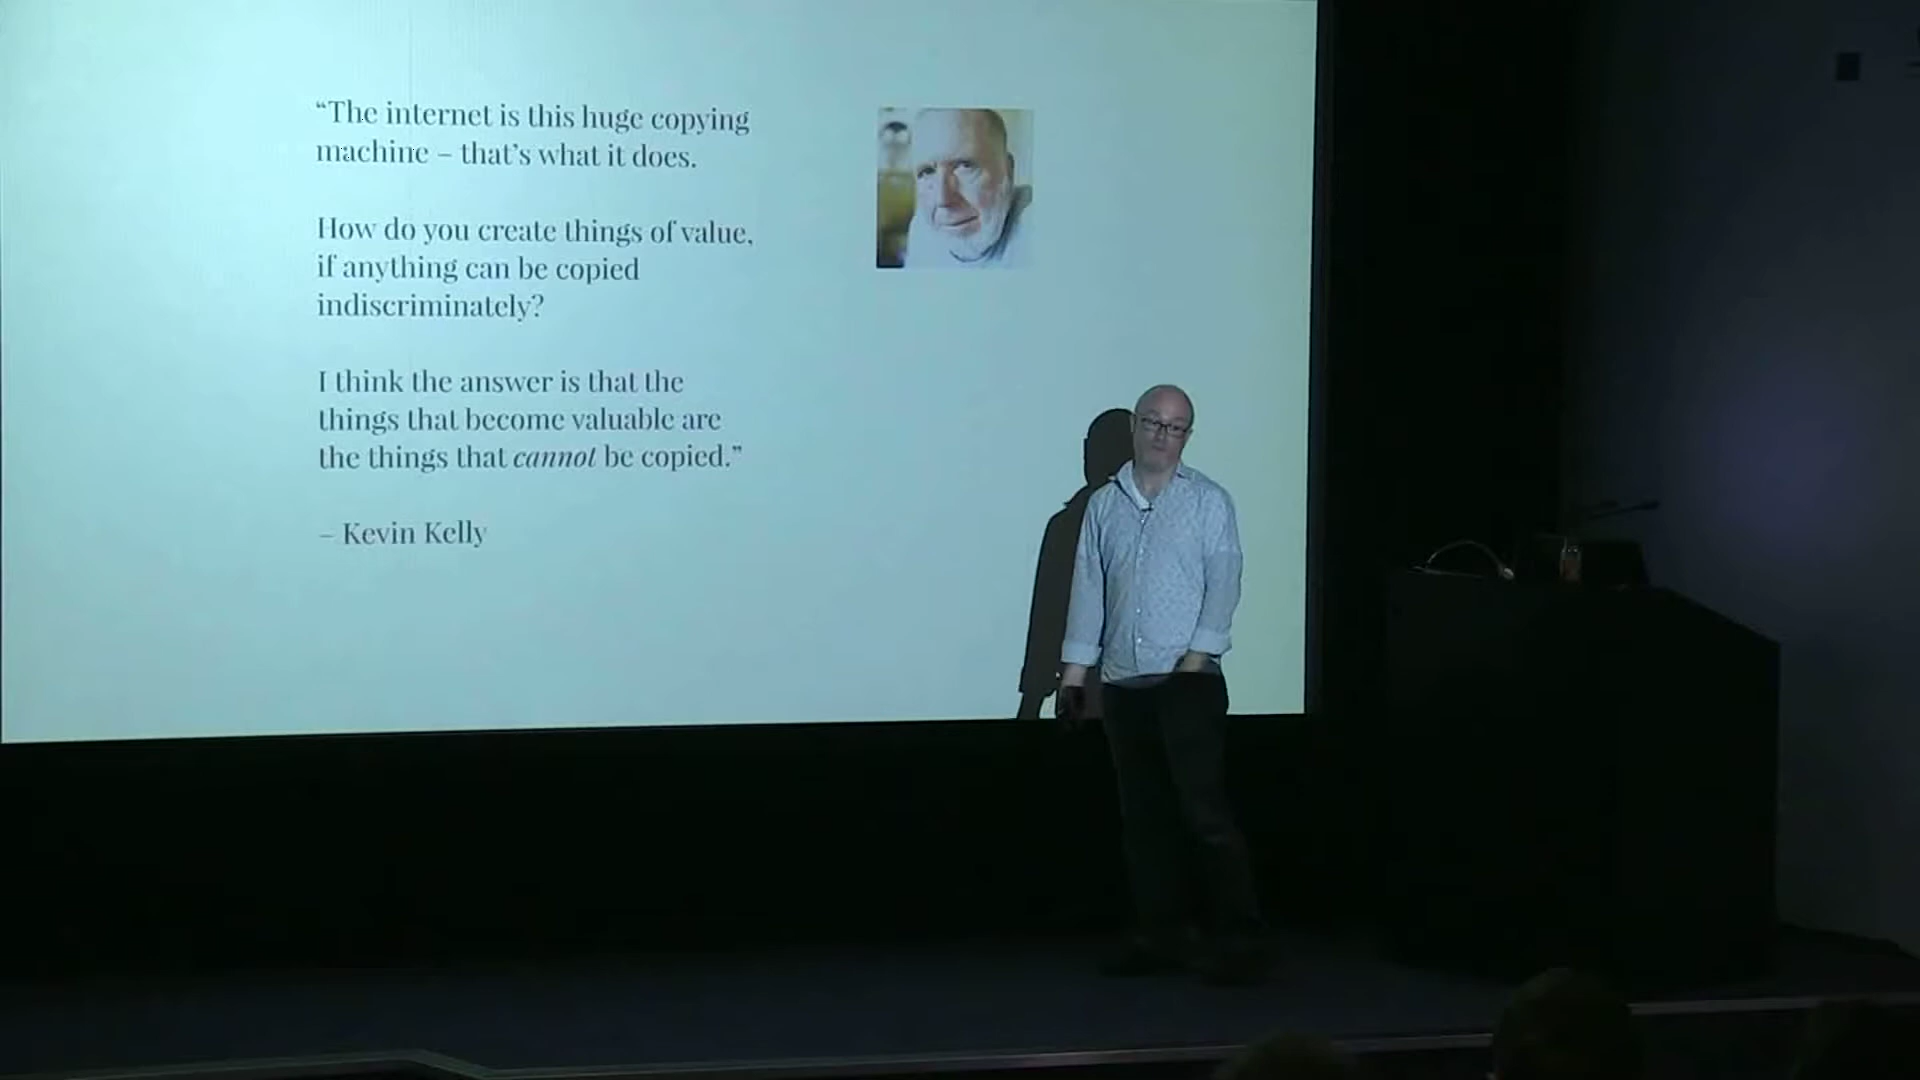 “The internet is this huge copying
machine – that’s what it does.
How do you create things of value,
if anything can be copied
indiscriminately?
I think the answer is that the
things that become valuable are
the things that cannot be copied.”
– Kevin Kelly